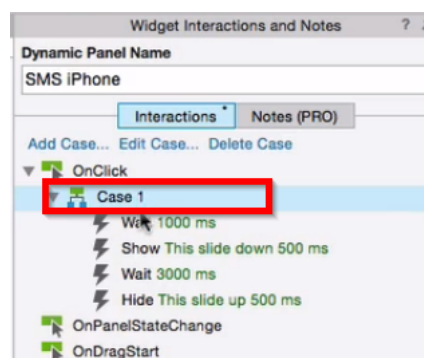 Widget Interactions and Notes ?
Dynamic Panel Name
SMS iPhone
Interactions * Notes (PRO)
Add Case... Edit Case... Delete Case
OnClick
Case 1
1000 ms
Show This slide down 500 ms
Wait 3000 ms
Hide This slide up 500 ms
OnPanelStateChange
OnDragStart